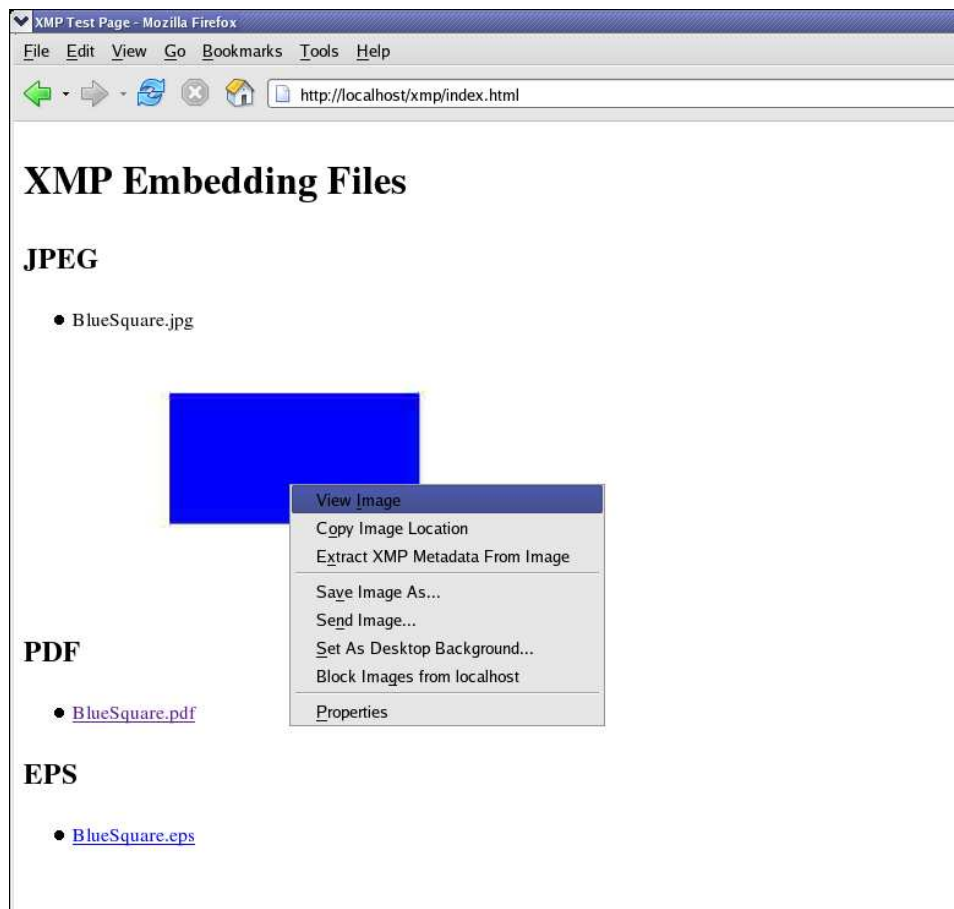 XMP Test Page - Mozilla Firefox
File Edit View Go Bookmarks Tools Help
http://localhost/xmp/index.html
XMP Embedding Files
JPEG
BlueSquare.jpg
View Image
Copy Image Location
Extract XMP Metadata From Image
Save Image As...
Send Image...
Set As Desktop Background...
Block Images from localhost
Properties
PDF
BlueSquare.pdf
EPS
BlueSquare.eps